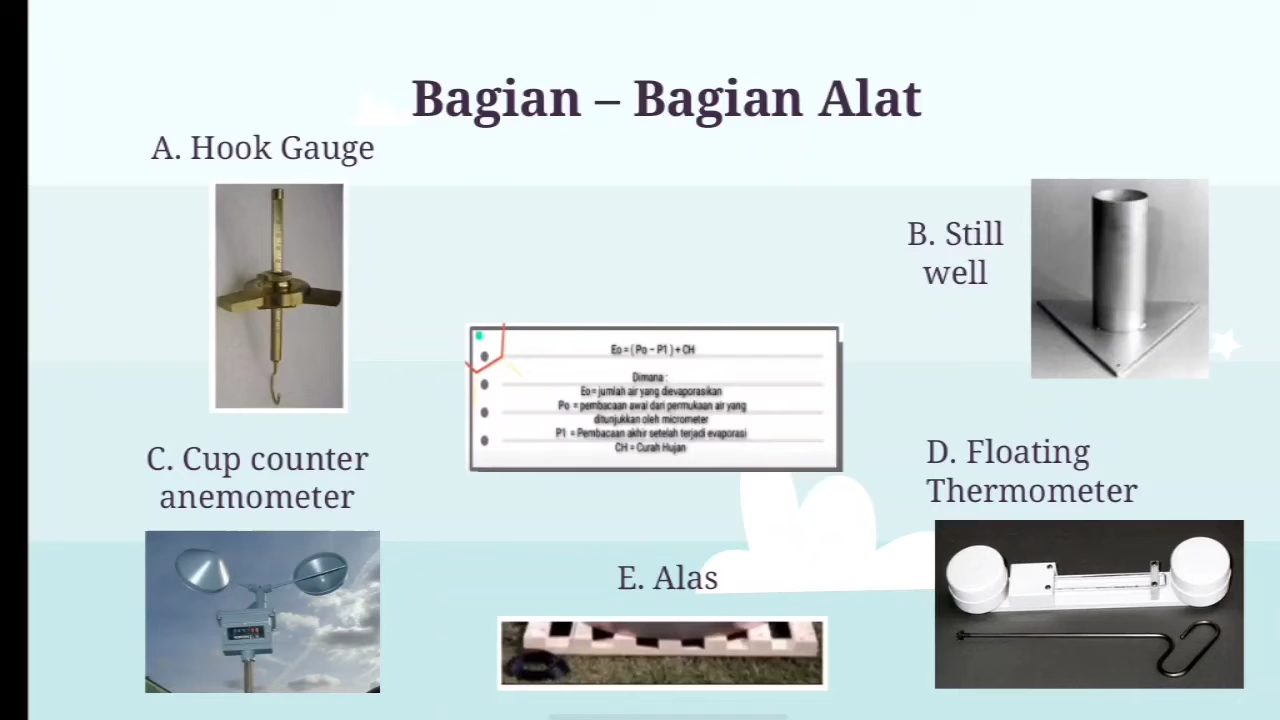 Bagian – Bagian Alat
A. Hook Gauge
B. Still
well
Eo = ( Po – P1 ) + CH
Dimana :
Eo = jumlah air yang dievaporasikan
Po = pembacaan awal dari permukaan air yang
ditunjukkan oleh micrometer
P1 = Pembacaan akhir setelah terjadi evaporasi
CH = Curah Hujan
C. Cup counter
anemometer
D. Floating
Thermometer
E. Alas